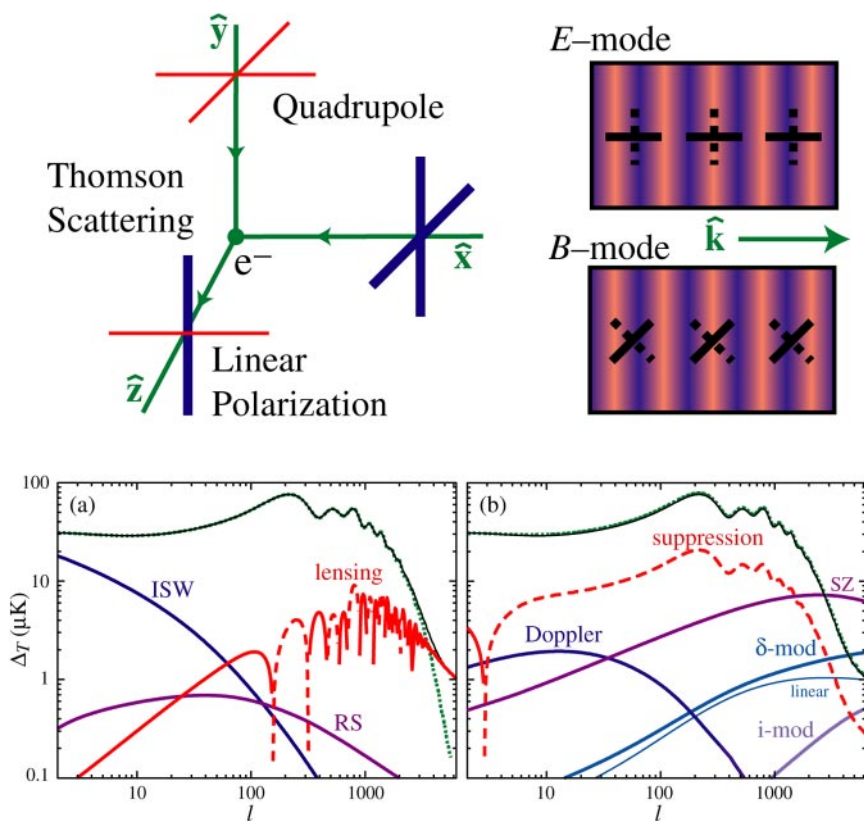 ŷ
Quadrupole
Thomson
Scattering
e⁻
x̂
Linear
Polarization
ẑ
E–mode
k̂
B–mode
100
10
1
0.1
Δ_T (μK)
(a)
ISW
lensing
RS
10
100
1000
l
(b)
suppression
SZ
Doppler
δ-mod
linear
i-mod
10
100
1000
l